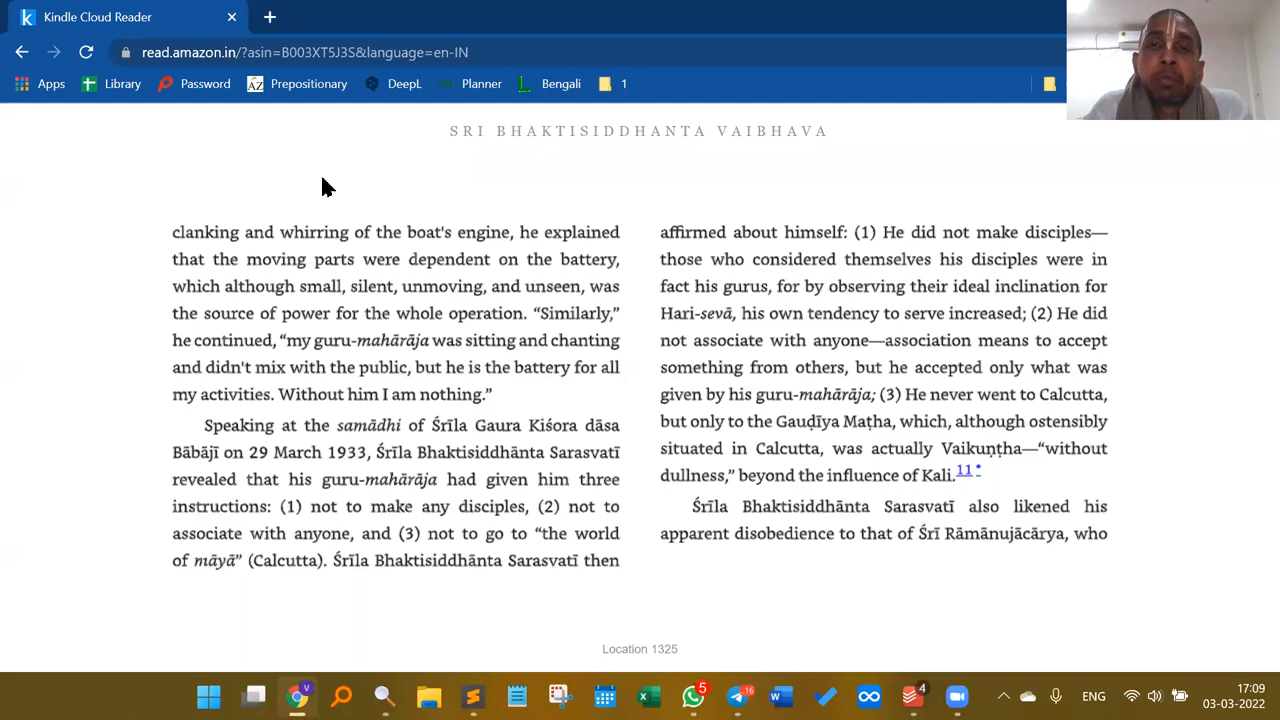 Kindle Cloud Reader
read.amazon.in/?asin=B003XT5J3S&language=en-IN
Apps Library Password Prepositionary DeepL Planner Bengali 1
SRI BHAKTISIDDHANTA VAIBHAVA
clanking and whirring of the boat's engine, he explained
that the moving parts were dependent on the battery,
which although small, silent, unmoving, and unseen, was
the source of power for the whole operation. “Similarly,”
he continued, “my guru-mahārāja was sitting and chanting
and didn't mix with the public, but he is the battery for all
my activities. Without him I am nothing.”
Speaking at the samādhi of Śrīla Gaura Kiśora dāsa
Bābājī on 29 March 1933, Śrīla Bhaktisiddhānta Sarasvatī
revealed that his guru-mahārāja had given him three
instructions: (1) not to make any disciples, (2) not to
associate with anyone, and (3) not to go to “the world
of māyā” (Calcutta). Śrīla Bhaktisiddhānta Sarasvatī then
affirmed about himself: (1) He did not make disciples—
those who considered themselves his disciples were in
fact his gurus, for by observing their ideal inclination for
Hari-sevā, his own tendency to serve increased; (2) He did
not associate with anyone—association means to accept
something from others, but he accepted only what was
given by his guru-mahārāja; (3) He never went to Calcutta,
but only to the Gauḍīya Maṭha, which, although ostensibly
situated in Calcutta, was actually Vaikuṇṭha—“without
dullness,” beyond the influence of Kali.11*
Śrīla Bhaktisiddhānta Sarasvatī also likened his
apparent disobedience to that of Śrī Rāmānujācārya, who
Location 1325
5 .16 4 ENG 17:09
03-03-2022